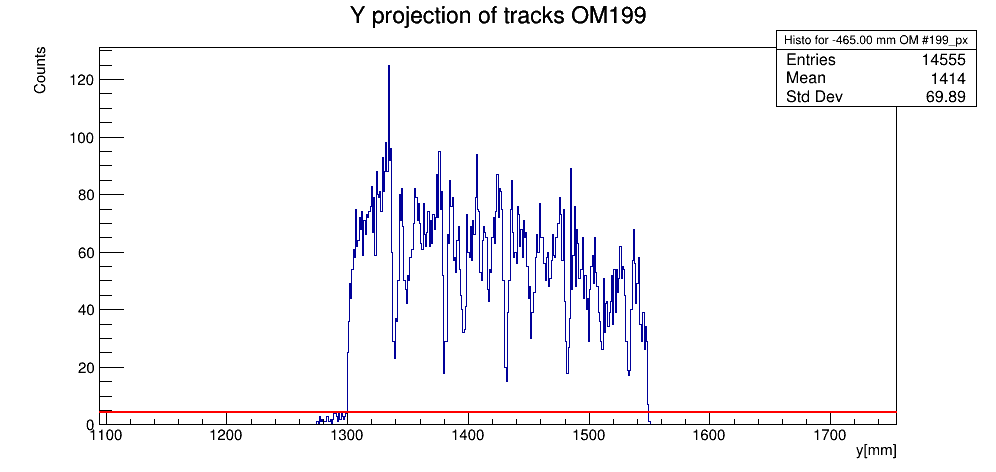 Y projection of tracks OM199
Histo for -465.00 mm OM #199_px
Entries 14555
Mean 1414
Std Dev 69.89
Counts
120
100
80
60
40
20
0
1100 1200 1300 1400 1500 1600 1700
y[mm]